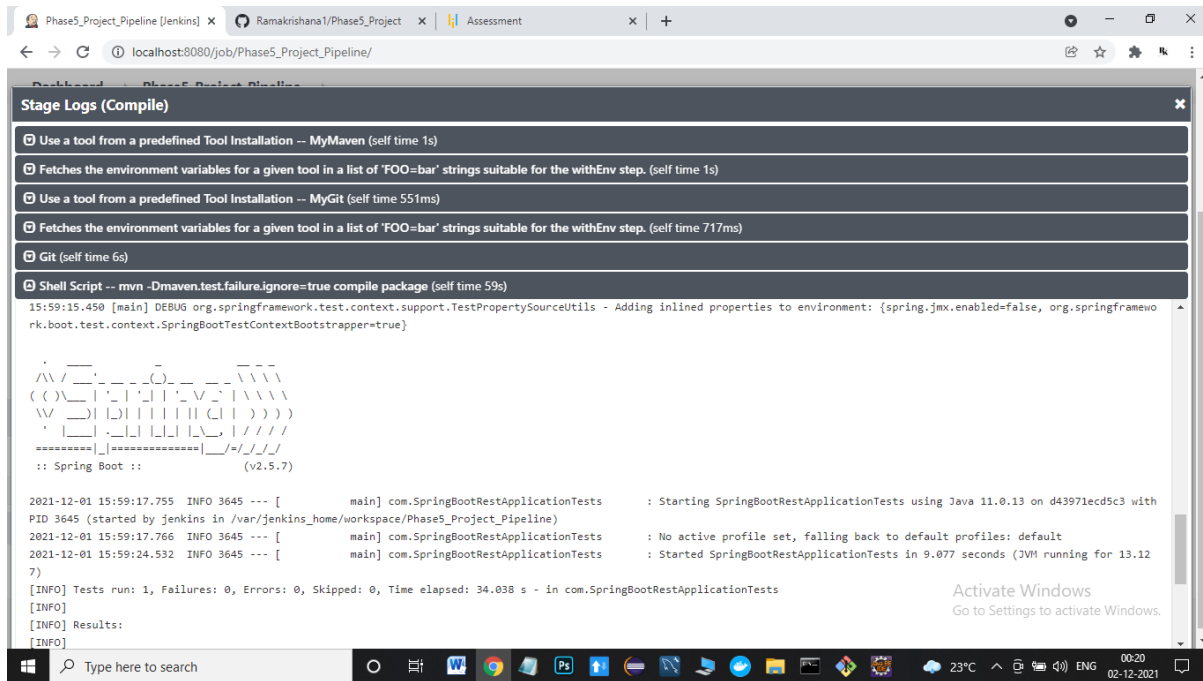 Phase5_Project_Pipeline [Jenkins]
Ramakrishana1/Phase5_Project
Assessment
localhost:8080/job/Phase5_Project_Pipeline/
Dashboard Phase5_Project_Pipeline
Stage Logs (Compile)
Use a tool from a predefined Tool Installation -- MyMaven (self time 1s)
Fetches the environment variables for a given tool in a list of 'FOO=bar' strings suitable for the withEnv step. (self time 1s)
Use a tool from a predefined Tool Installation -- MyGit (self time 551ms)
Fetches the environment variables for a given tool in a list of 'FOO=bar' strings suitable for the withEnv step. (self time 717ms)
Git (self time 6s)
Shell Script -- mvn -Dmaven.test.failure.ignore=true compile package (self time 59s)
15:59:15.450 [main] DEBUG org.springframework.test.context.support.TestPropertySourceUtils - Adding inlined properties to environment: {spring.jmx.enabled=false, org.springframewo
rk.boot.test.context.SpringBootTestContextBootstrapper=true}
Spring
:: Spring Boot :: (v2.5.7)
2021-12-01 15:59:17.755 INFO 3645 --- [ main] com.SpringBootRestApplicationTests : Starting SpringBootRestApplicationTests using Java 11.0.13 on d43971ecd5c3 with
PID 3645 (started by jenkins in /var/jenkins_home/workspace/Phase5_Project_Pipeline)
2021-12-01 15:59:17.766 INFO 3645 --- [ main] com.SpringBootRestApplicationTests : No active profile set, falling back to default profiles: default
2021-12-01 15:59:24.532 INFO 3645 --- [ main] com.SpringBootRestApplicationTests : Started SpringBootRestApplicationTests in 9.077 seconds (JVM running for 13.12
7)
[INFO] Tests run: 1, Failures: 0, Errors: 0, Skipped: 0, Time elapsed: 34.038 s - in com.SpringBootRestApplicationTests
[INFO]
[INFO] Results:
[INFO]
Activate Windows
Go to Settings to activate Windows.
Type here to search
23°C
ENG
00:20
02-12-2021